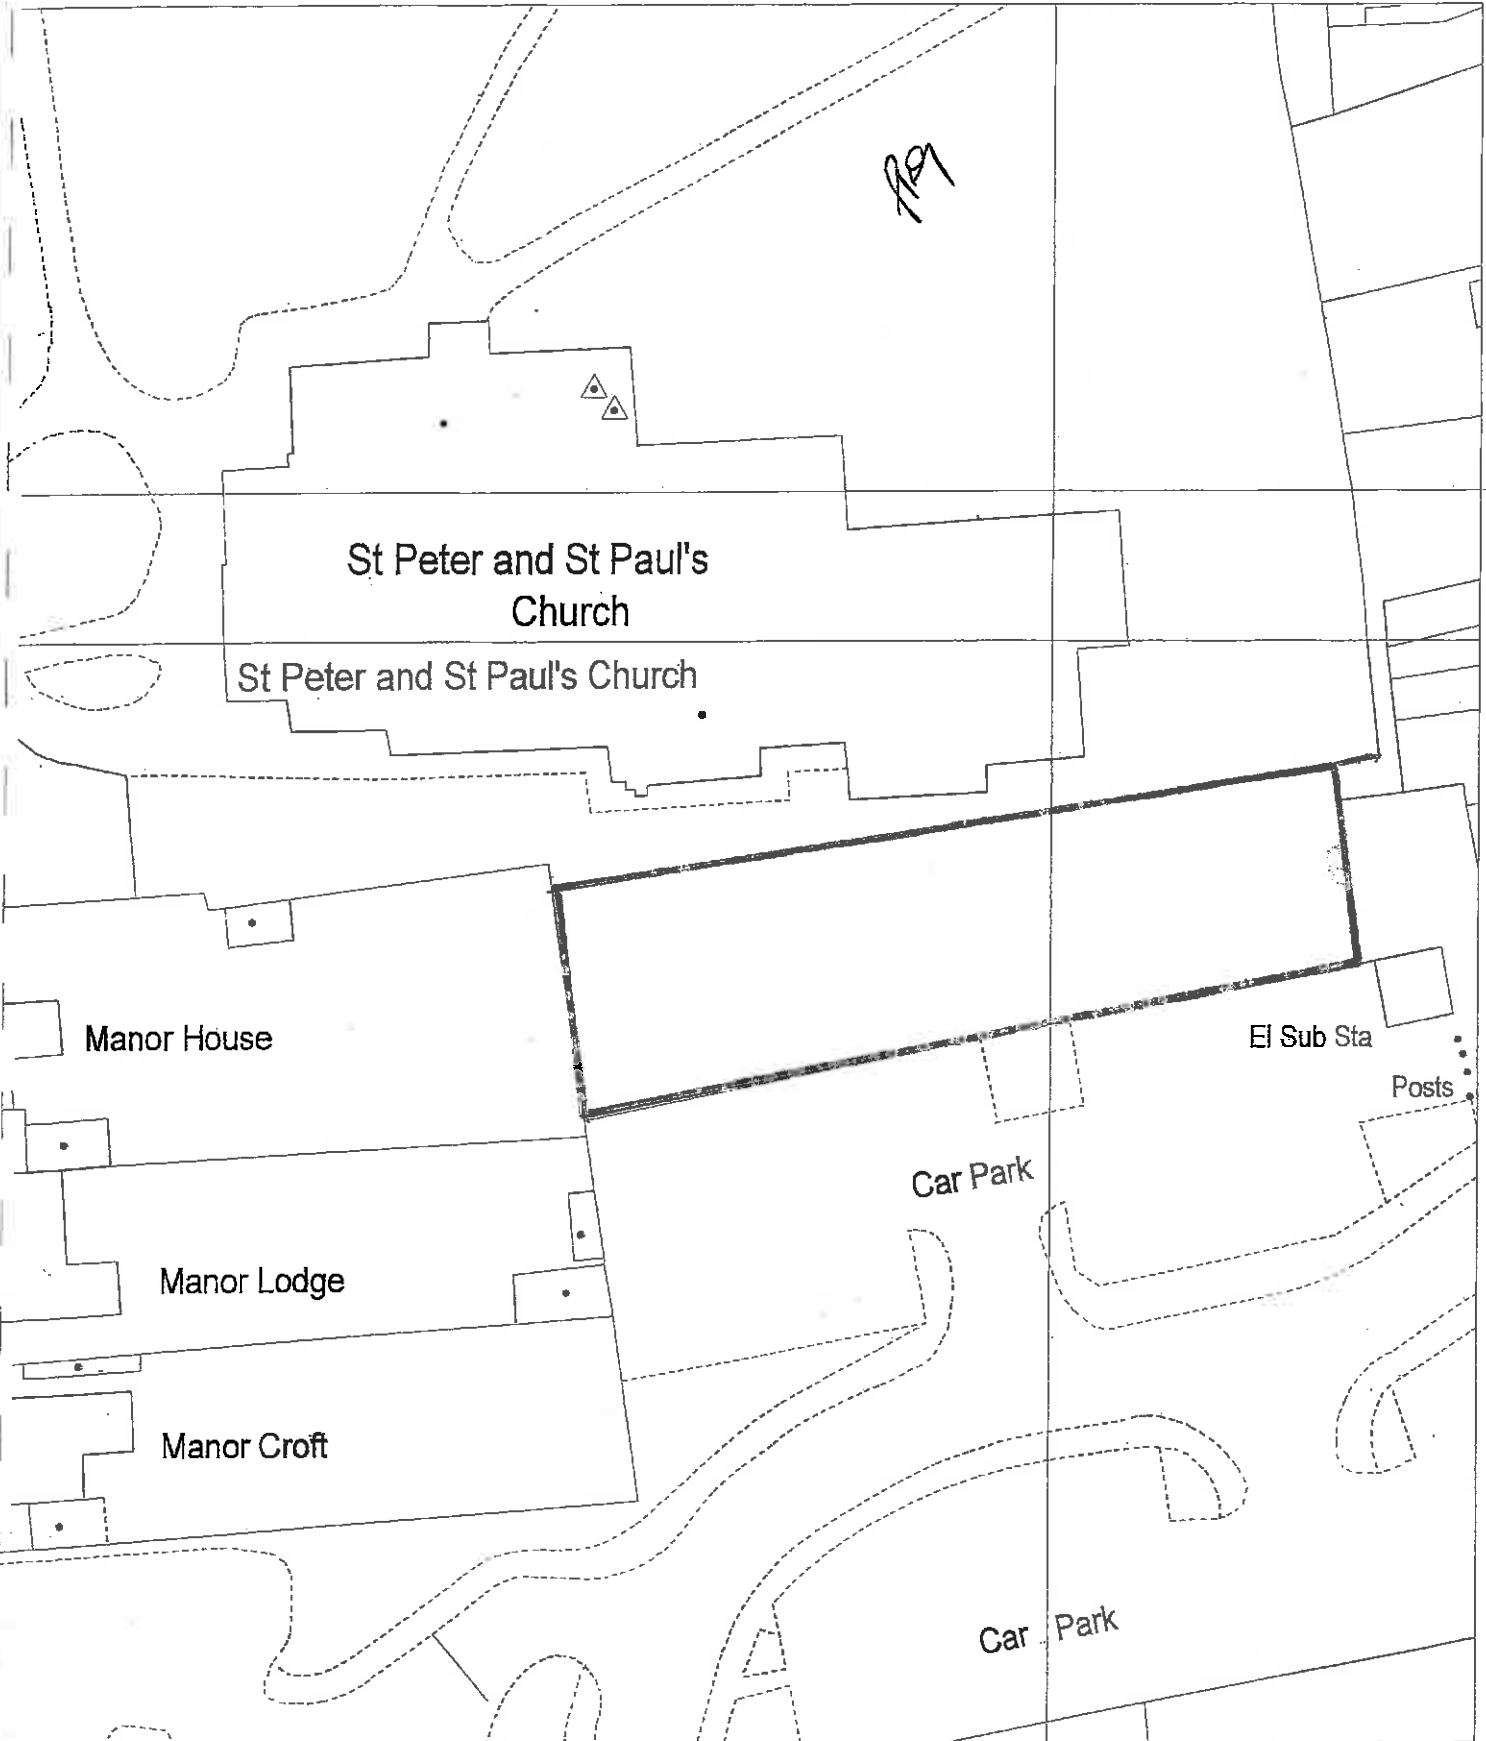 St Peter and St Paul's
Church
St Peter and St Paul's Church
Manor House
El Sub Sta
Posts
Car Park
Manor Lodge
Manor Croft
Car Park